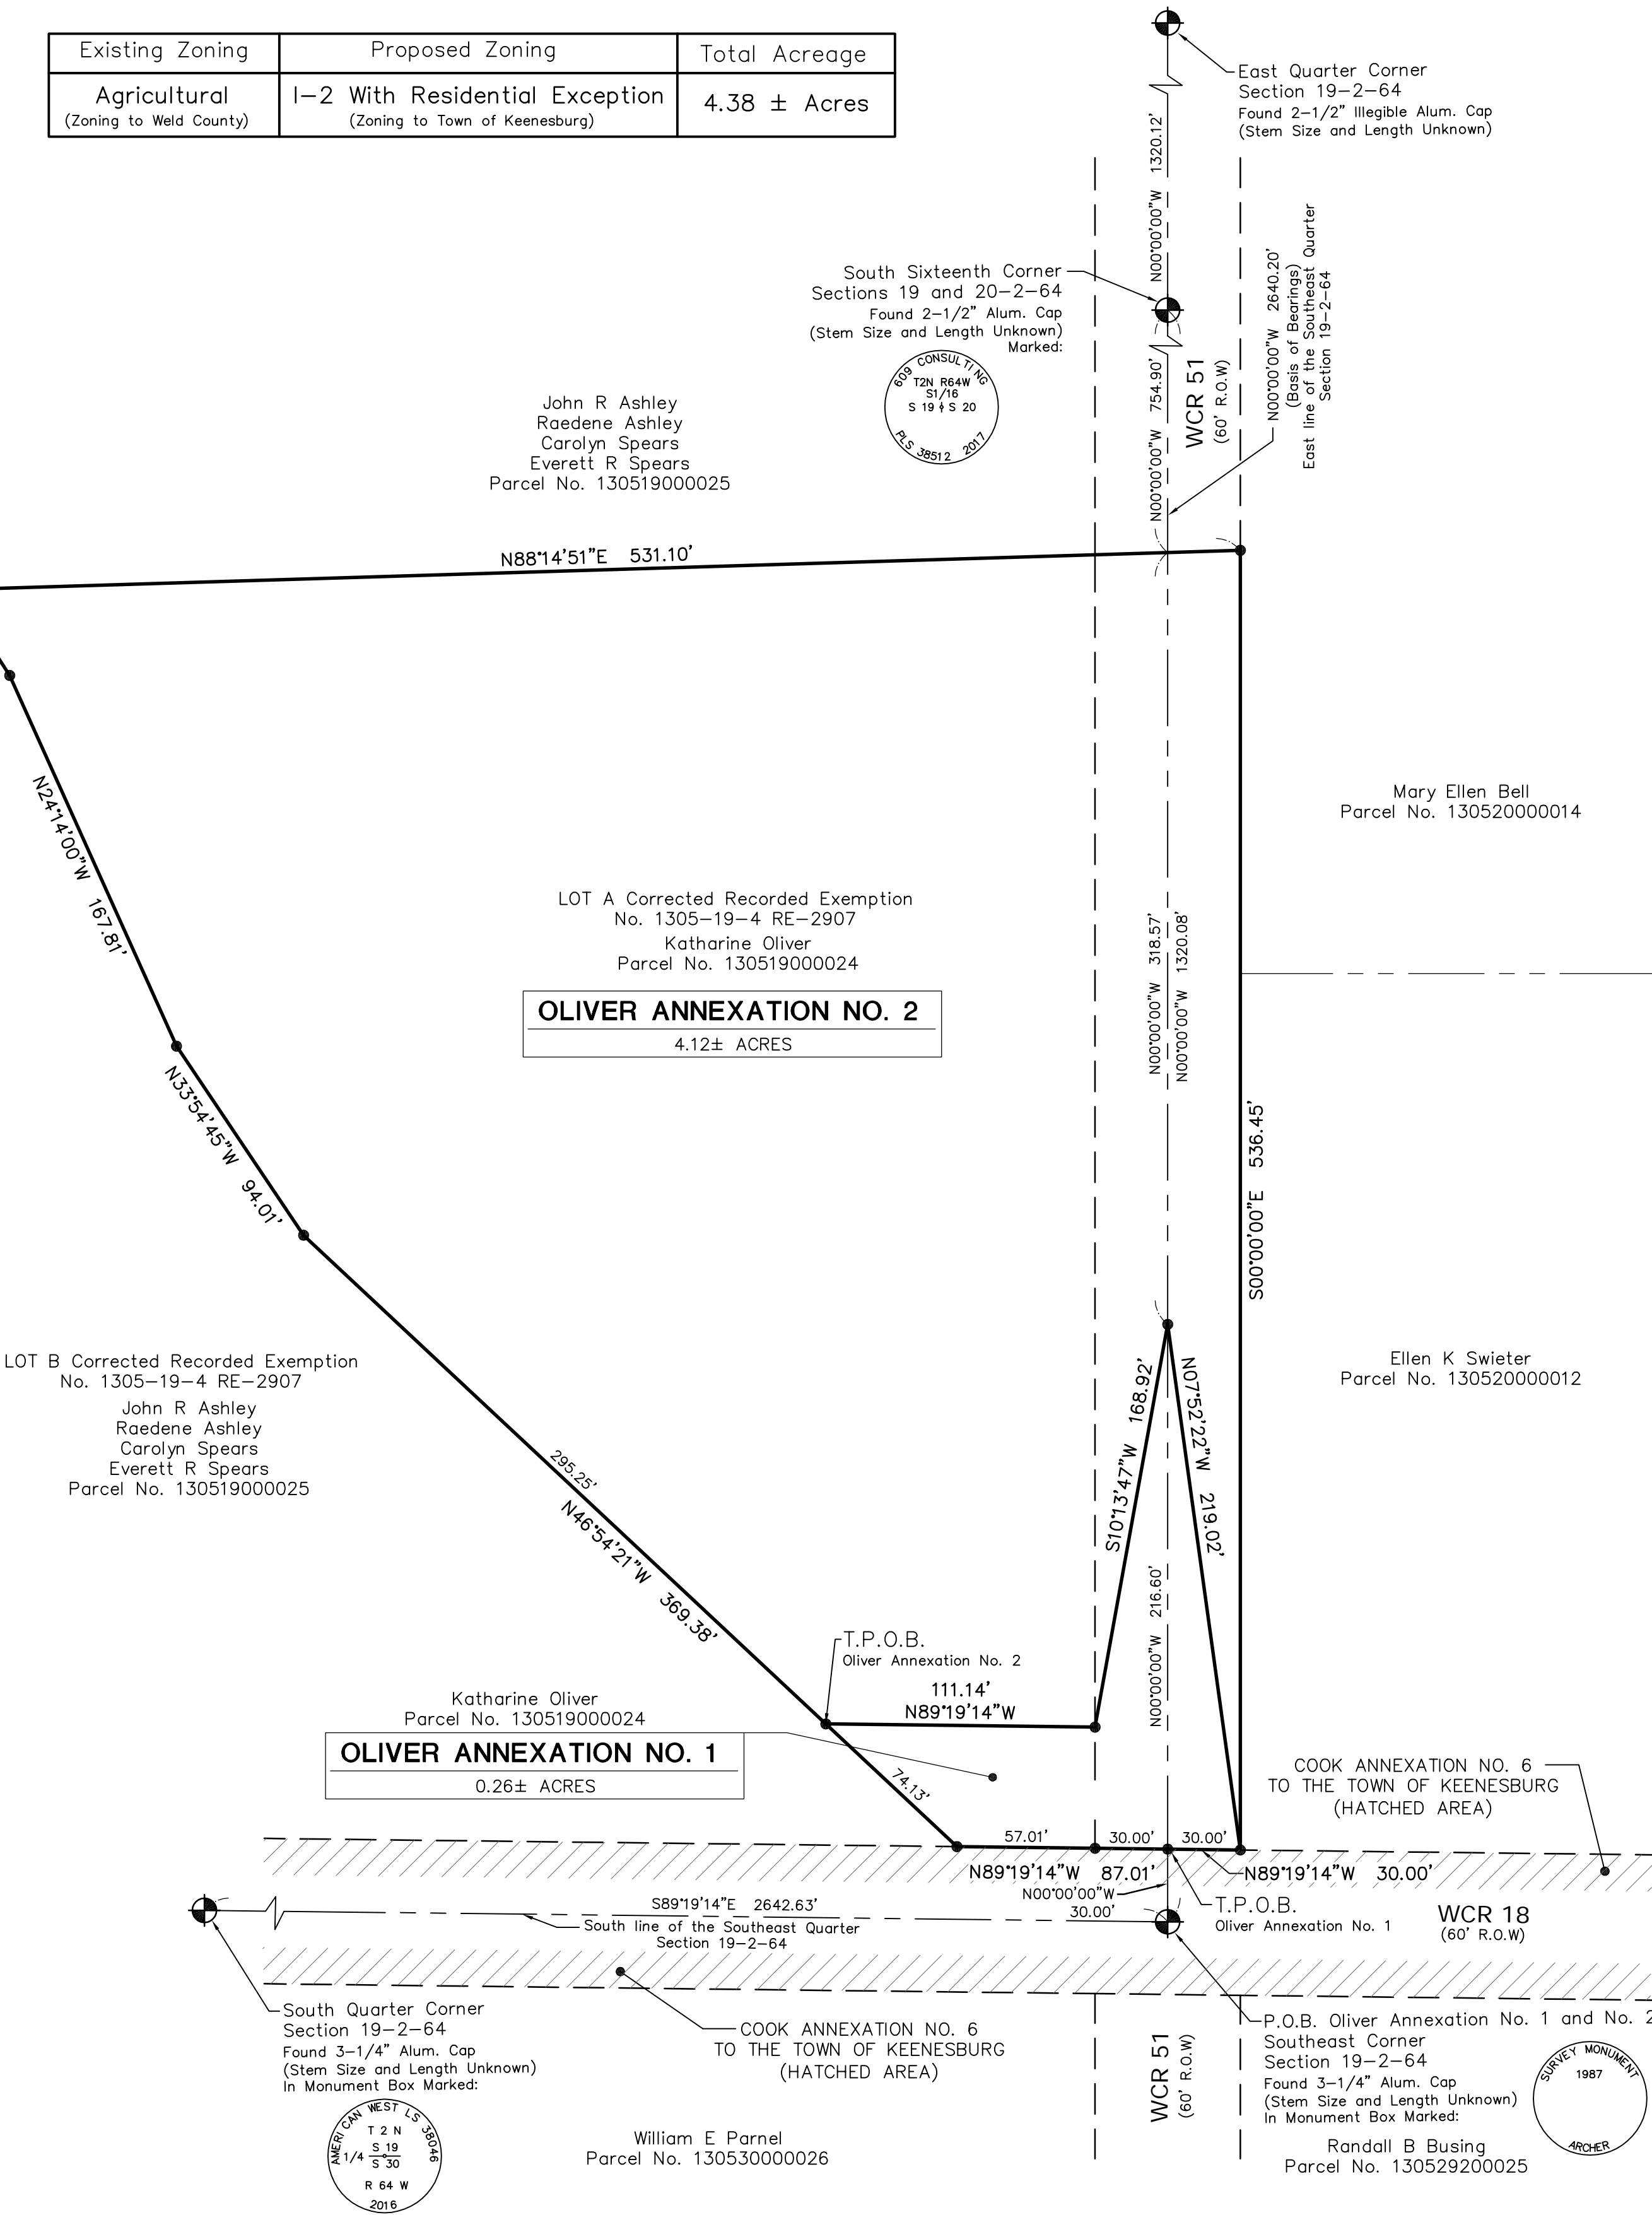 Existing Zoning
Proposed Zoning
Total Acreage
Agricultural
(Zoning to Weld County)
I-2 With Residential Exception
(Zoning to Town of Keenesburg)
4.38 ± Acres
East Quarter Corner
Section 19-2-64
Found 2-1/2" Illegible Alum. Cap
(Stem Size and Length Unknown)
N00°00'00"W 1320.12'
South Sixteenth Corner
Sections 19 and 20-2-64
Found 2-1/2" Alum. Cap
(Stem Size and Length Unknown)
Marked:
609 CONSULTING
T2N R64W
S1/16
S 19 S 20
PLS 38512 2017
N00°00'00"W 754.90'
WCR 51
(60' R.O.W)
N00°00'00"W 2640.20'
(Basis of Bearings)
East line of the Southeast Quarter
Section 19-2-64
John R Ashley
Raedene Ashley
Carolyn Spears
Everett R Spears
Parcel No. 130519000025
N88°14'51"E 531.10'
N24°14'00"W 167.81'
Mary Ellen Bell
Parcel No. 130520000014
LOT A Corrected Recorded Exemption
No. 1305-19-4 RE-2907
Katharine Oliver
Parcel No. 130519000024
OLIVER ANNEXATION NO. 2
4.12± ACRES
N00°00'00"W 318.57'
N00°00'00"W 1320.08'
N33°54'45"W 94.01'
S00°00'00"E 536.45'
LOT B Corrected Recorded Exemption
No. 1305-19-4 RE-2907
John R Ashley
Raedene Ashley
Carolyn Spears
Everett R Spears
Parcel No. 130519000025
Ellen K Swieter
Parcel No. 130520000012
S10°13'47"W 168.92'
N07°52'22"W 219.02'
295.25'
N46°54'21"W 369.38'
N00°00'00"W 216.60'
T.P.O.B.
Oliver Annexation No. 2
111.14'
N89°19'14"W
Katharine Oliver
Parcel No. 130519000024
OLIVER ANNEXATION NO. 1
0.26± ACRES
74.13'
COOK ANNEXATION NO. 6
TO THE TOWN OF KEENESBURG
(HATCHED AREA)
57.01'
30.00'
30.00'
N89°19'14"W 87.01'
N89°19'14"W 30.00'
N00°00'00"W
30.00'
S89°19'14"E 2642.63'
South line of the Southeast Quarter
Section 19-2-64
T.P.O.B.
Oliver Annexation No. 1
WCR 18
(60' R.O.W)
South Quarter Corner
Section 19-2-64
Found 3-1/4" Alum. Cap
(Stem Size and Length Unknown)
In Monument Box Marked:
AMERICAN WEST LS 38046
T 2 N
1/4
S 19
S 30
R 64 W
2016
COOK ANNEXATION NO. 6
TO THE TOWN OF KEENESBURG
(HATCHED AREA)
William E Parnel
Parcel No. 130530000026
WCR 51
(60' R.O.W)
P.O.B. Oliver Annexation No. 1 and No. 2
Southeast Corner
Section 19-2-64
Found 3-1/4" Alum. Cap
(Stem Size and Length Unknown)
In Monument Box Marked:
SURVEY MONUMENT
1987
ARCHER
Randall B Busing
Parcel No. 130529200025